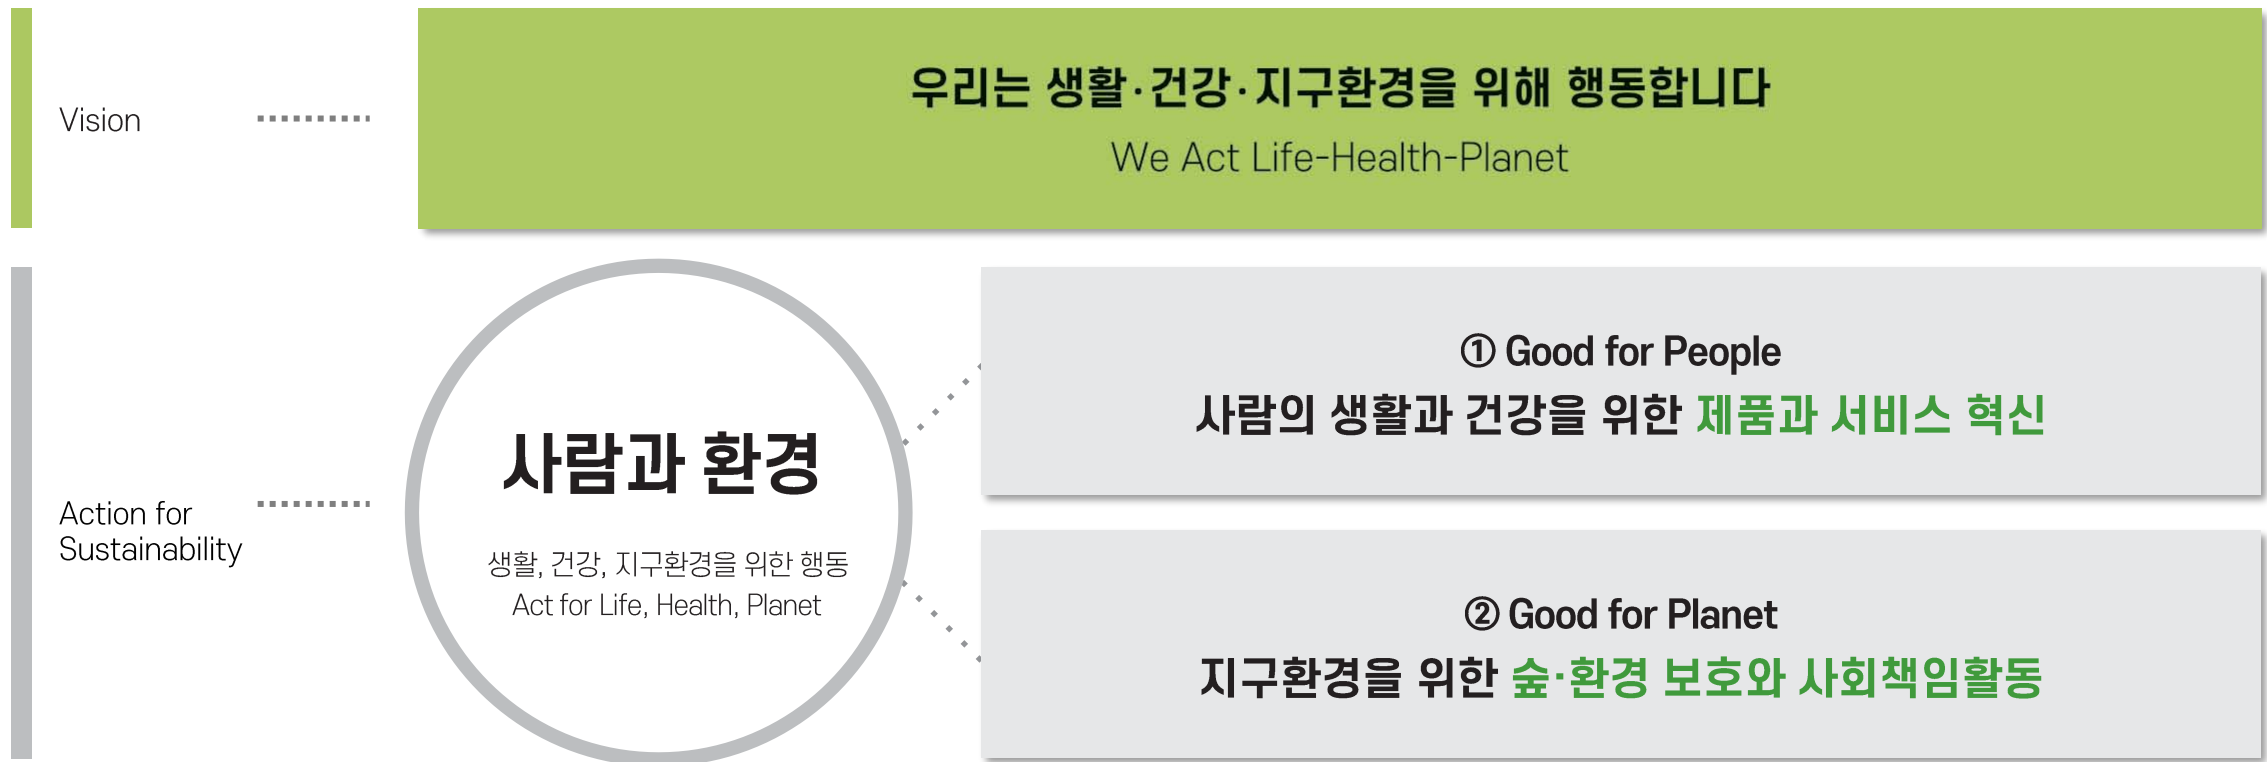 Vision
우리는 생활·건강·지구환경을 위해 행동합니다
We Act Life-Health-Planet
Action for
Sustainability
사람과 환경
생활, 건강, 지구환경을 위한 행동
Act for Life, Health, Planet
① Good for People
사람의 생활과 건강을 위한 제품과 서비스 혁신
② Good for Planet
지구환경을 위한 숲·환경 보호와 사회책임활동